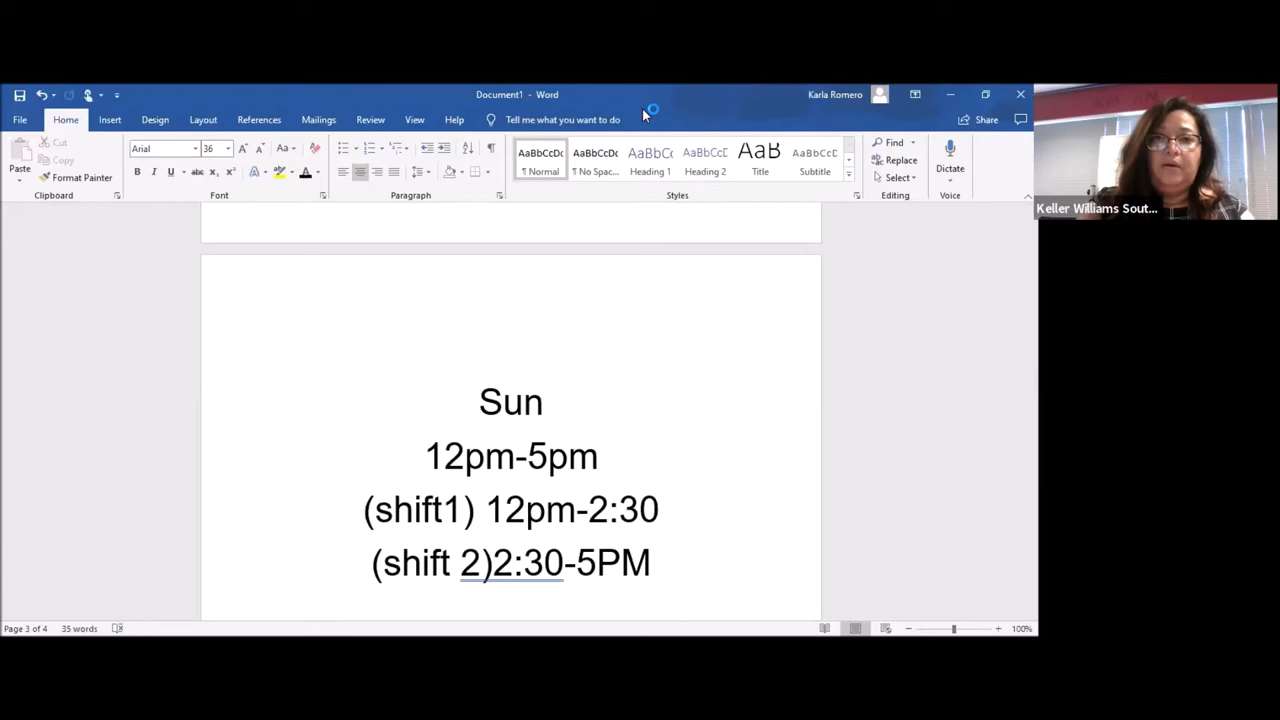 Document1 - Word
Karla Romero
File Home Insert Design Layout References Mailings Review View Help Tell me what you want to do Share
Paste
Cut
Copy
Format Painter
Clipboard
Arial 36
Font
Paragraph
AaBbCcDc AaBbCcDc AaBbCc AaBbCcD AaB AaBbCcD
¶ Normal ¶ No Spac... Heading 1 Heading 2 Title Subtitle
Styles
Find
Replace
Select
Editing
Dictate
Voice
Keller Williams Sout...
Sun
12pm-5pm
(shift1) 12pm-2:30
(shift 2)2:30-5PM
Page 3 of 4 35 words 100%